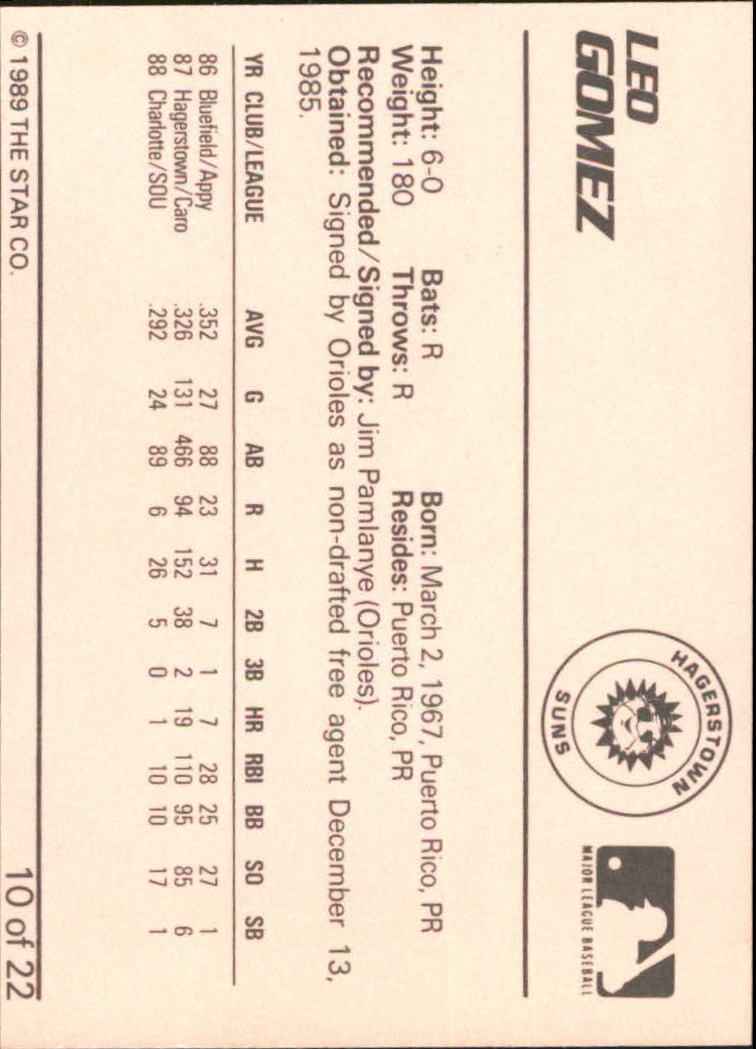 LEO
GOMEZ
HAGERSTOWN
SUNS
MAJOR LEAGUE BASEBALL
Height: 6-0 Bats: R Born: March 2, 1967, Puerto Rico, PR
Weight: 180 Throws: R Resides: Puerto Rico, PR
Recommended/Signed by: Jim Pamlanye (Orioles).
Obtained: Signed by Orioles as non-drafted free agent December 13,
1985.
YR CLUB/LEAGUE AVG G AB R H 2B 3B HR RBI BB SO SB
86 Bluefield/Appy .352 27 88 23 31 7 1 7 28 25 27 1
87 Hagerstown/Caro .326 131 466 94 152 38 2 19 110 95 85 6
88 Charlotte/SOU .292 24 89 6 26 5 0 1 10 10 17 1
© 1989 THE STAR CO. 10 of 22